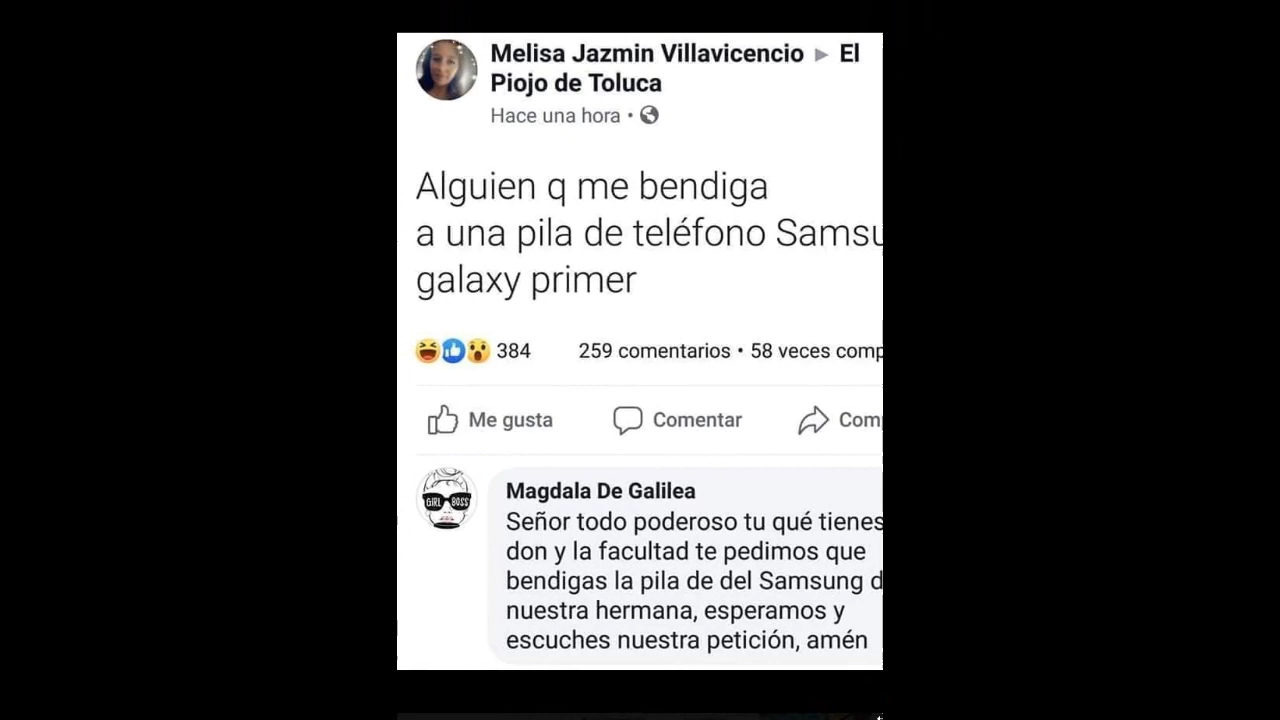 Melisa Jazmin Villavicencio ▸ El
Piojo de Toluca
Hace una hora •
Alguien q me bendiga
a una pila de teléfono Samsu
galaxy primer
384 259 comentarios • 58 veces comp
Me gusta Comentar Comp
GIRL BOSS
Magdala De Galilea
Señor todo poderoso tu qué tienes
don y la facultad te pedimos que
bendigas la pila de del Samsung d
nuestra hermana, esperamos y
escuches nuestra petición, amén